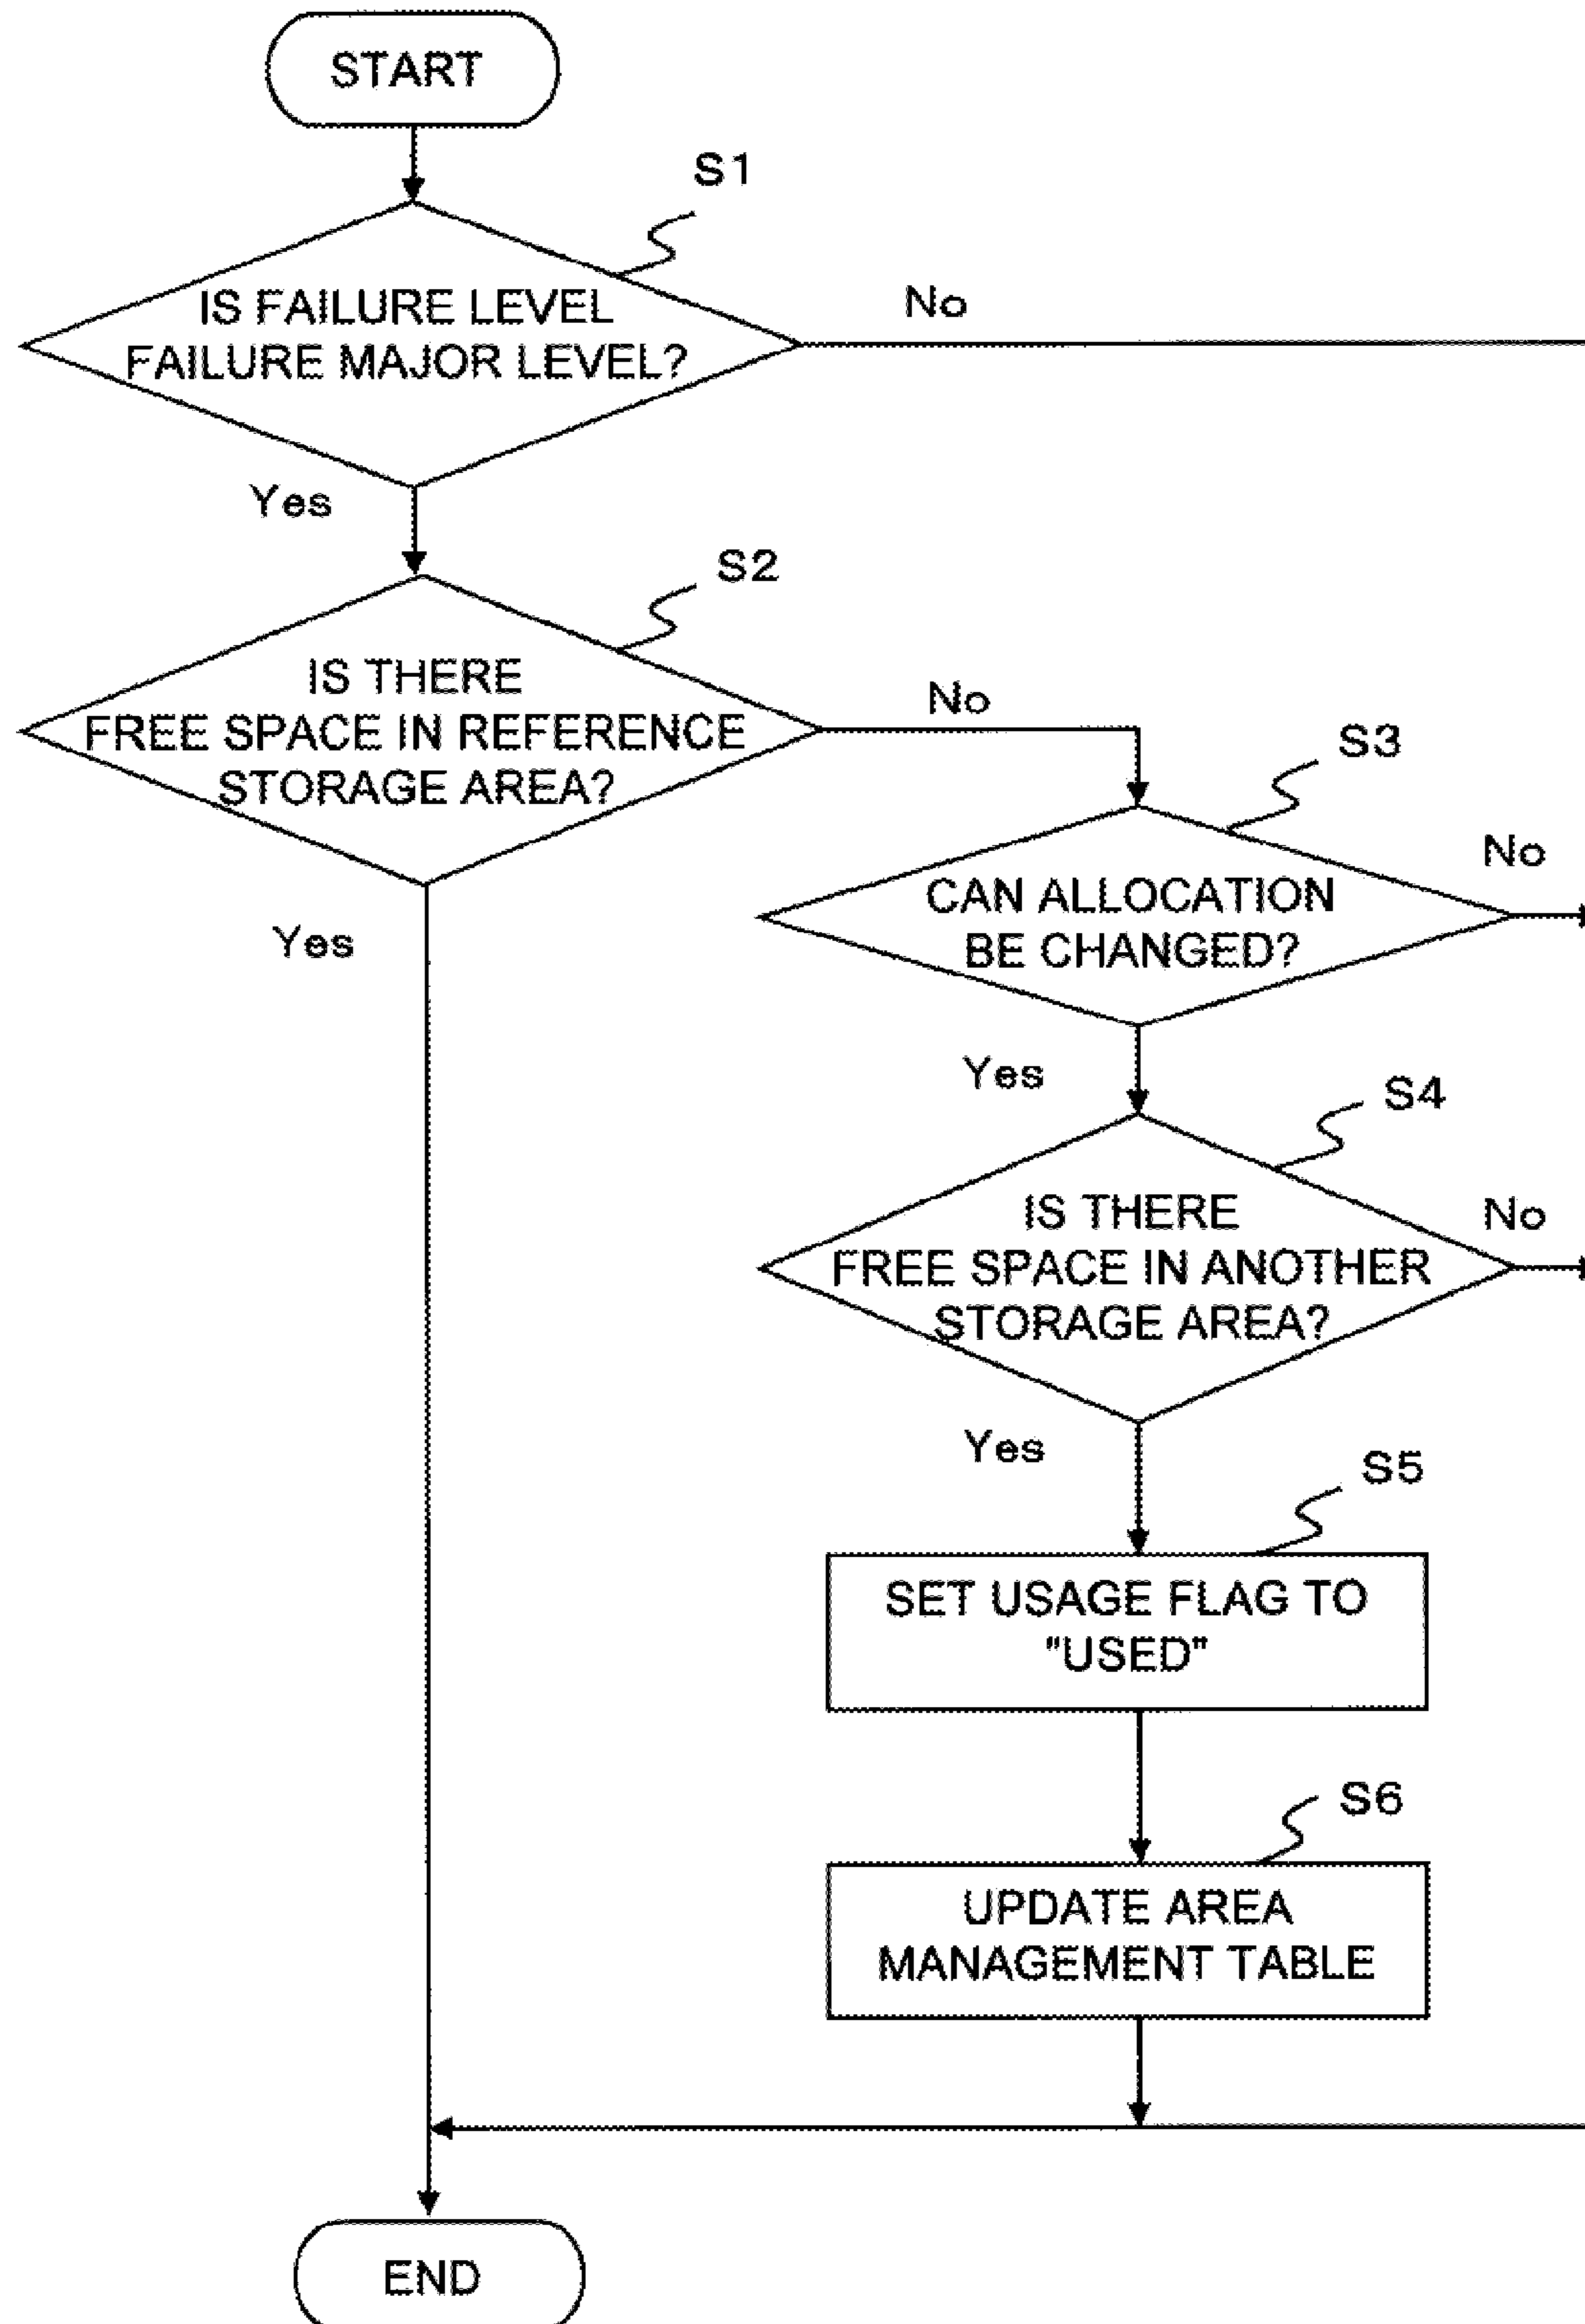 START
S1
IS FAILURE LEVEL
FAILURE MAJOR LEVEL?
No
Yes
S2
IS THERE
FREE SPACE IN REFERENCE
STORAGE AREA?
No
Yes
S3
CAN ALLOCATION
BE CHANGED?
No
Yes
S4
IS THERE
FREE SPACE IN ANOTHER
STORAGE AREA?
No
Yes
S5
SET USAGE FLAG TO
"USED"
S6
UPDATE AREA
MANAGEMENT TABLE
END